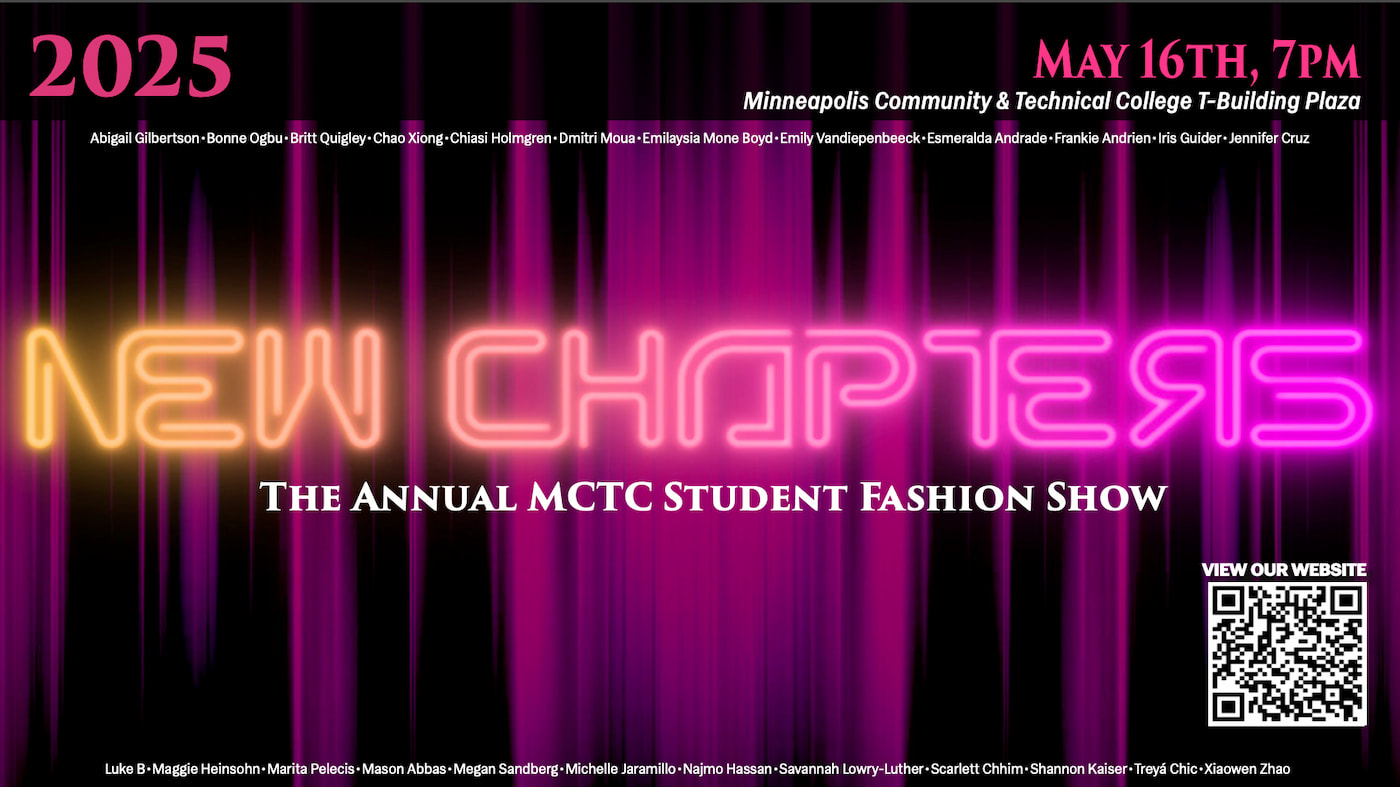 2025
MAY 16TH, 7PM
Minneapolis Community & Technical College T-Building Plaza
Abigail Gilbertson•Bonne Ogbu•Britt Quigley•Chao Xiong•Chiasi Holmgren•Dmitri Moua•Emilaysia Mone Boyd•Emily Vandiepenbeeck•Esmeralda Andrade•Frankie Andrien•Iris Guider•Jennifer Cruz
NEW CHAPTERS
THE ANNUAL MCTC STUDENT FASHION SHOW
VIEW OUR WEBSITE
Luke B•Maggie Heinsohn•Marita Pelecis•Mason Abbas•Megan Sandberg•Michelle Jaramillo•Najmo Hassan•Savannah Lowry-Luther•Scarlett Chhim•Shannon Kaiser•Treyá Chic•Xiaowen Zhao